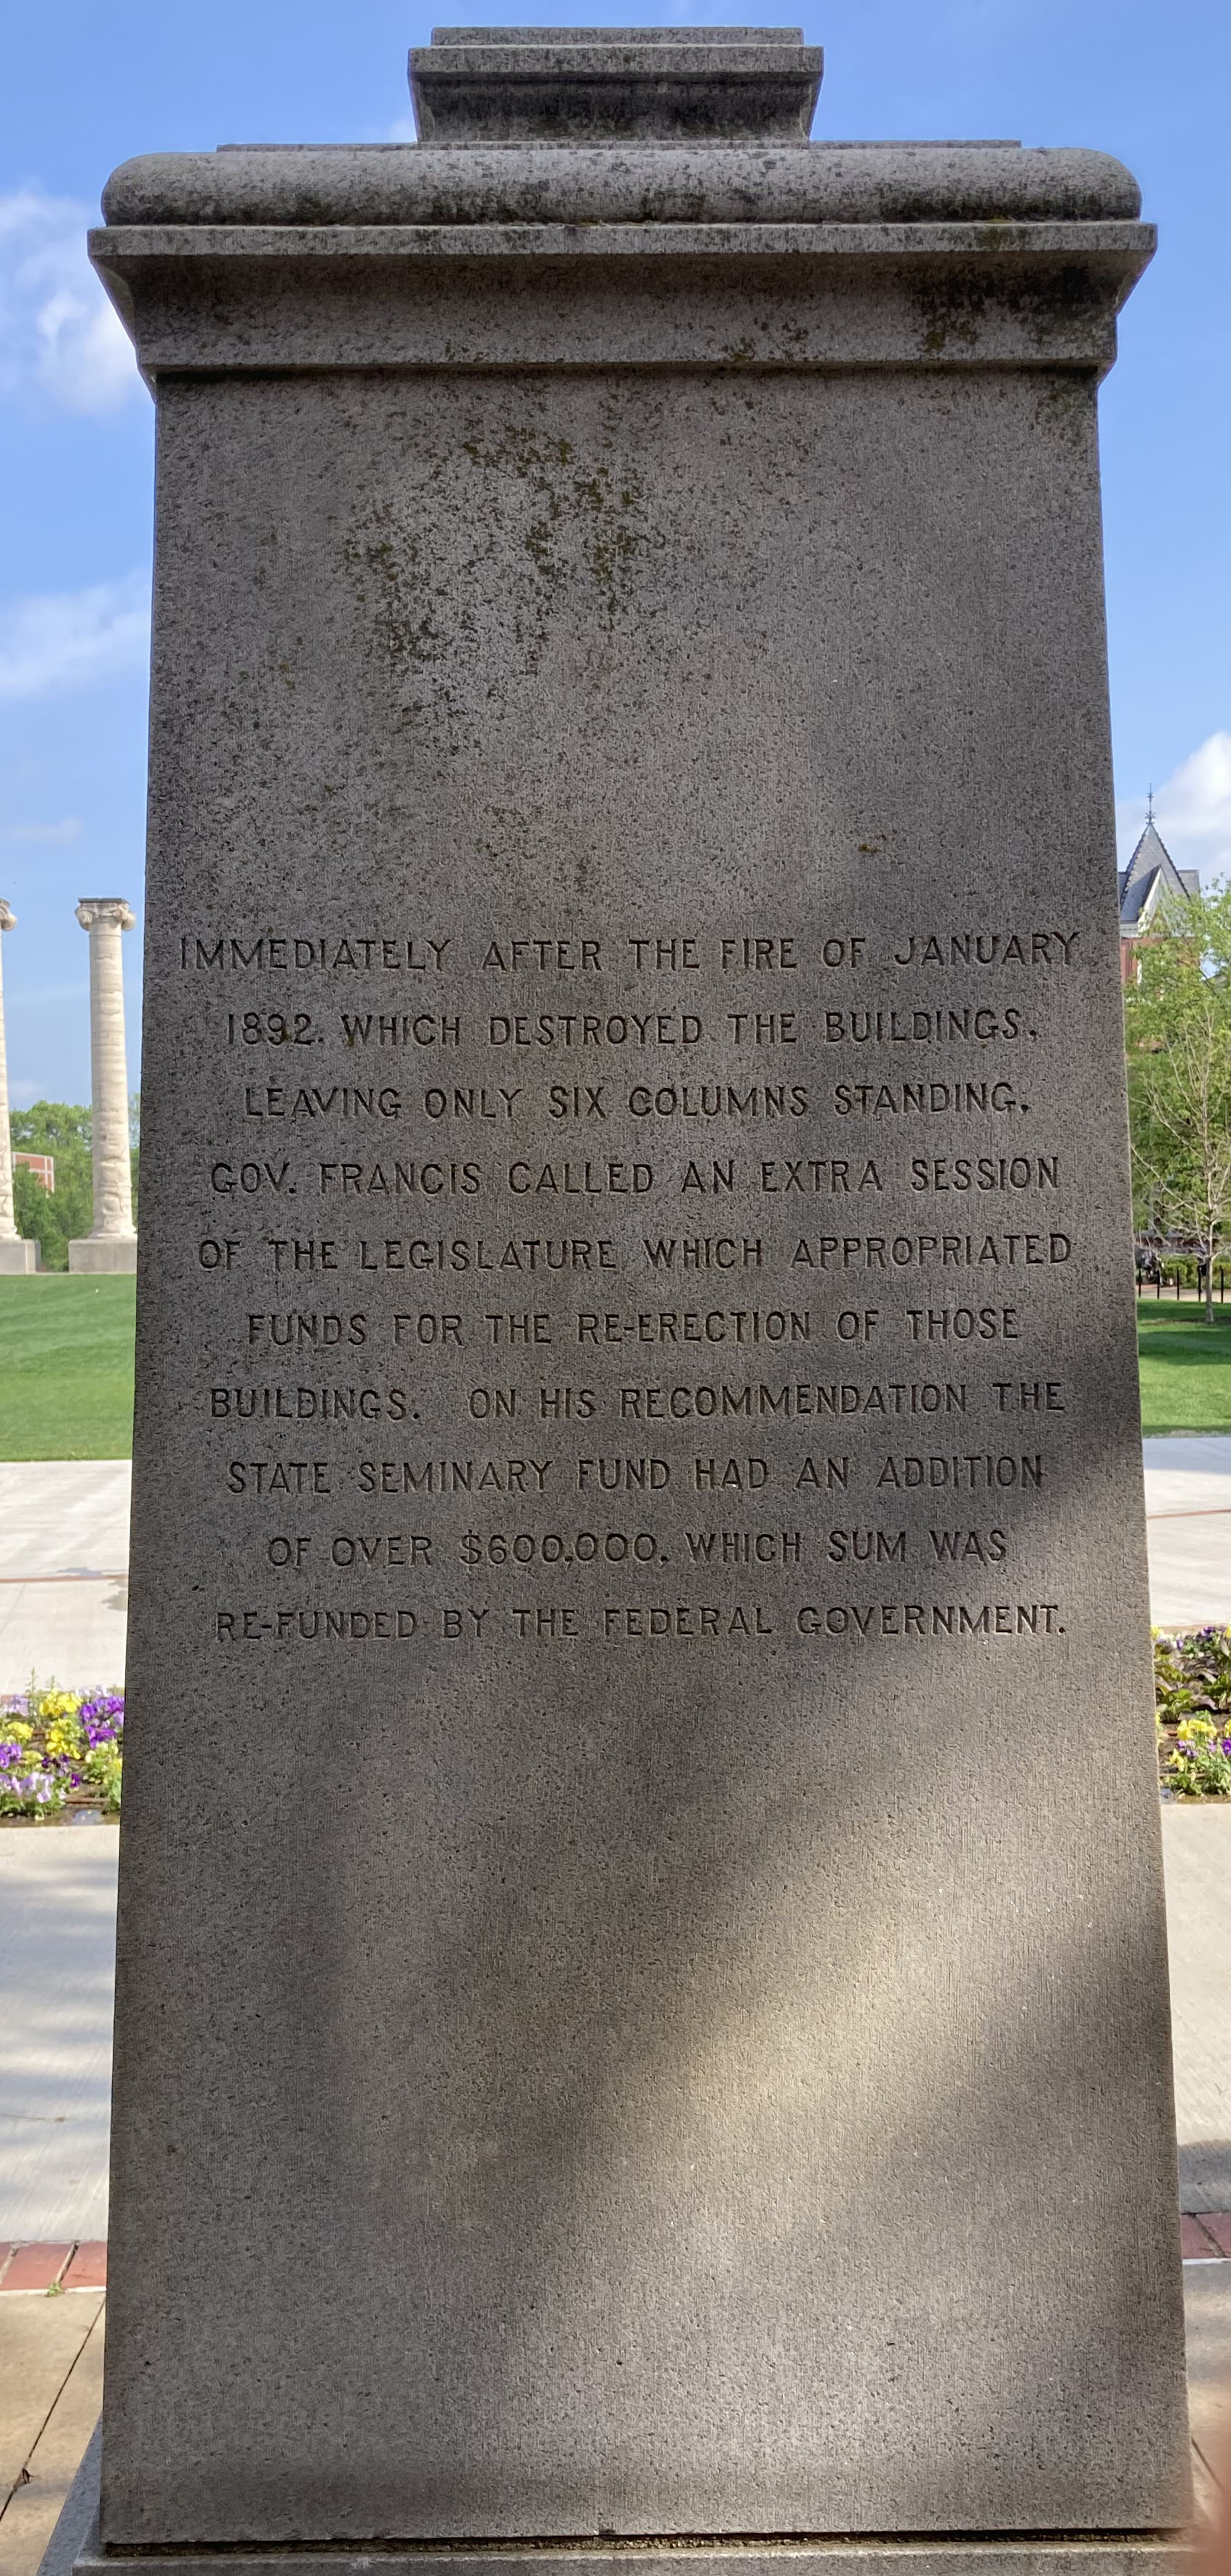 IMMEDIATELY AFTER THE FIRE OF JANUARY
1892. WHICH DESTROYED THE BUILDINGS,
LEAVING ONLY SIX COLUMNS STANDING,
GOV. FRANCIS CALLED AN EXTRA SESSION
OF THE LEGISLATURE WHICH APPROPRIATED
FUNDS FOR THE RE-ERECTION OF THOSE
BUILDINGS. ON HIS RECOMMENDATION THE
STATE SEMINARY FUND HAD AN ADDITION
OF OVER $600,000, WHICH SUM WAS
RE-FUNDED BY THE FEDERAL GOVERNMENT.